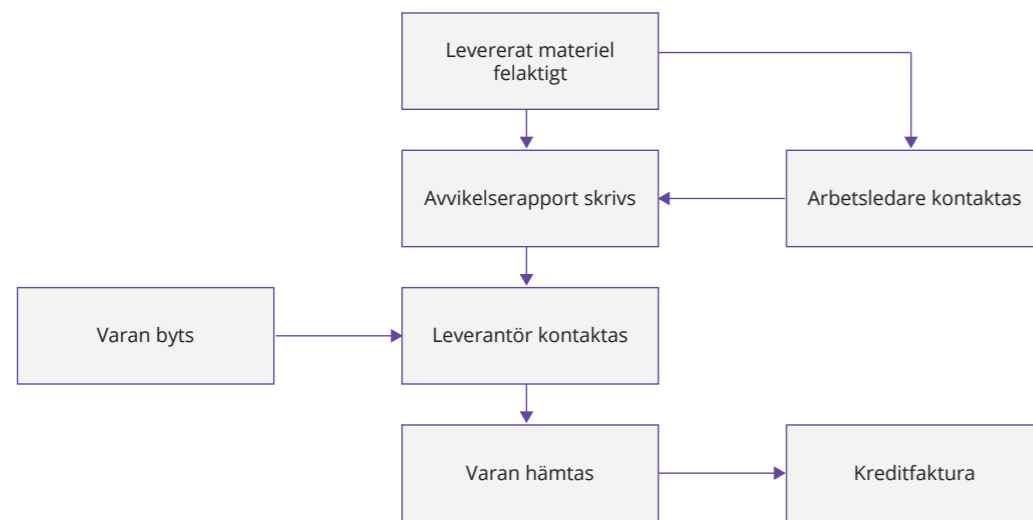 Levererat materiel
felaktigt
Avvikelserapport skrivs
Arbetsledare kontaktas
Varan byts
Leverantör kontaktas
Varan hämtas
Kreditfaktura